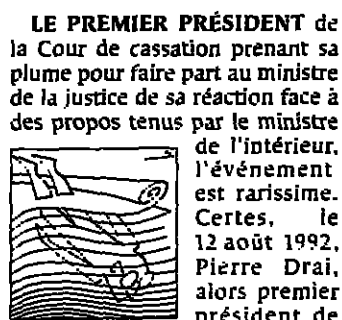 LE PREMIER PRÉSIDENT de
la Cour de cassation prenant sa
plume pour faire part au ministre
de la justice de sa réaction face à
des propos tenus par le ministre
de l'intérieur,
l'événement
est rarissime.
Certes, le
12 août 1992,
Pierre Drai,
alors premier
président de